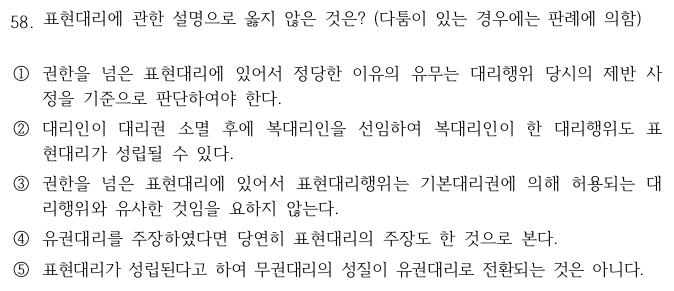 58. 표현대리에 관한 설명으로 옳지 않은 것은? (다툼이 있는 경우에는 판례에 의함)
① 권한을 넘은 표현대리에 있어서 정당한 이유의 유무는 대리행위 당시의 제반 사
정을 기준으로 판단하여야 한다.
② 대리인이 대리권 소멸 후에 복대리인을 선임하여 복대리인이 한 대리행위도 표
현대리가 성립될 수 있다.
③ 권한을 넘은 표현대리에 있어서 표현대리행위는 기본대리권에 의해 허용되는 대
리행위와 유사한 것임을 요하지 않는다.
④ 유권대리를 주장하였다면 당연히 표현대리의 주장도 한 것으로 본다.
⑤ 표현대리가 성립된다고 하여 무권대리의 성질이 유권대리로 전환되는 것은 아니다.